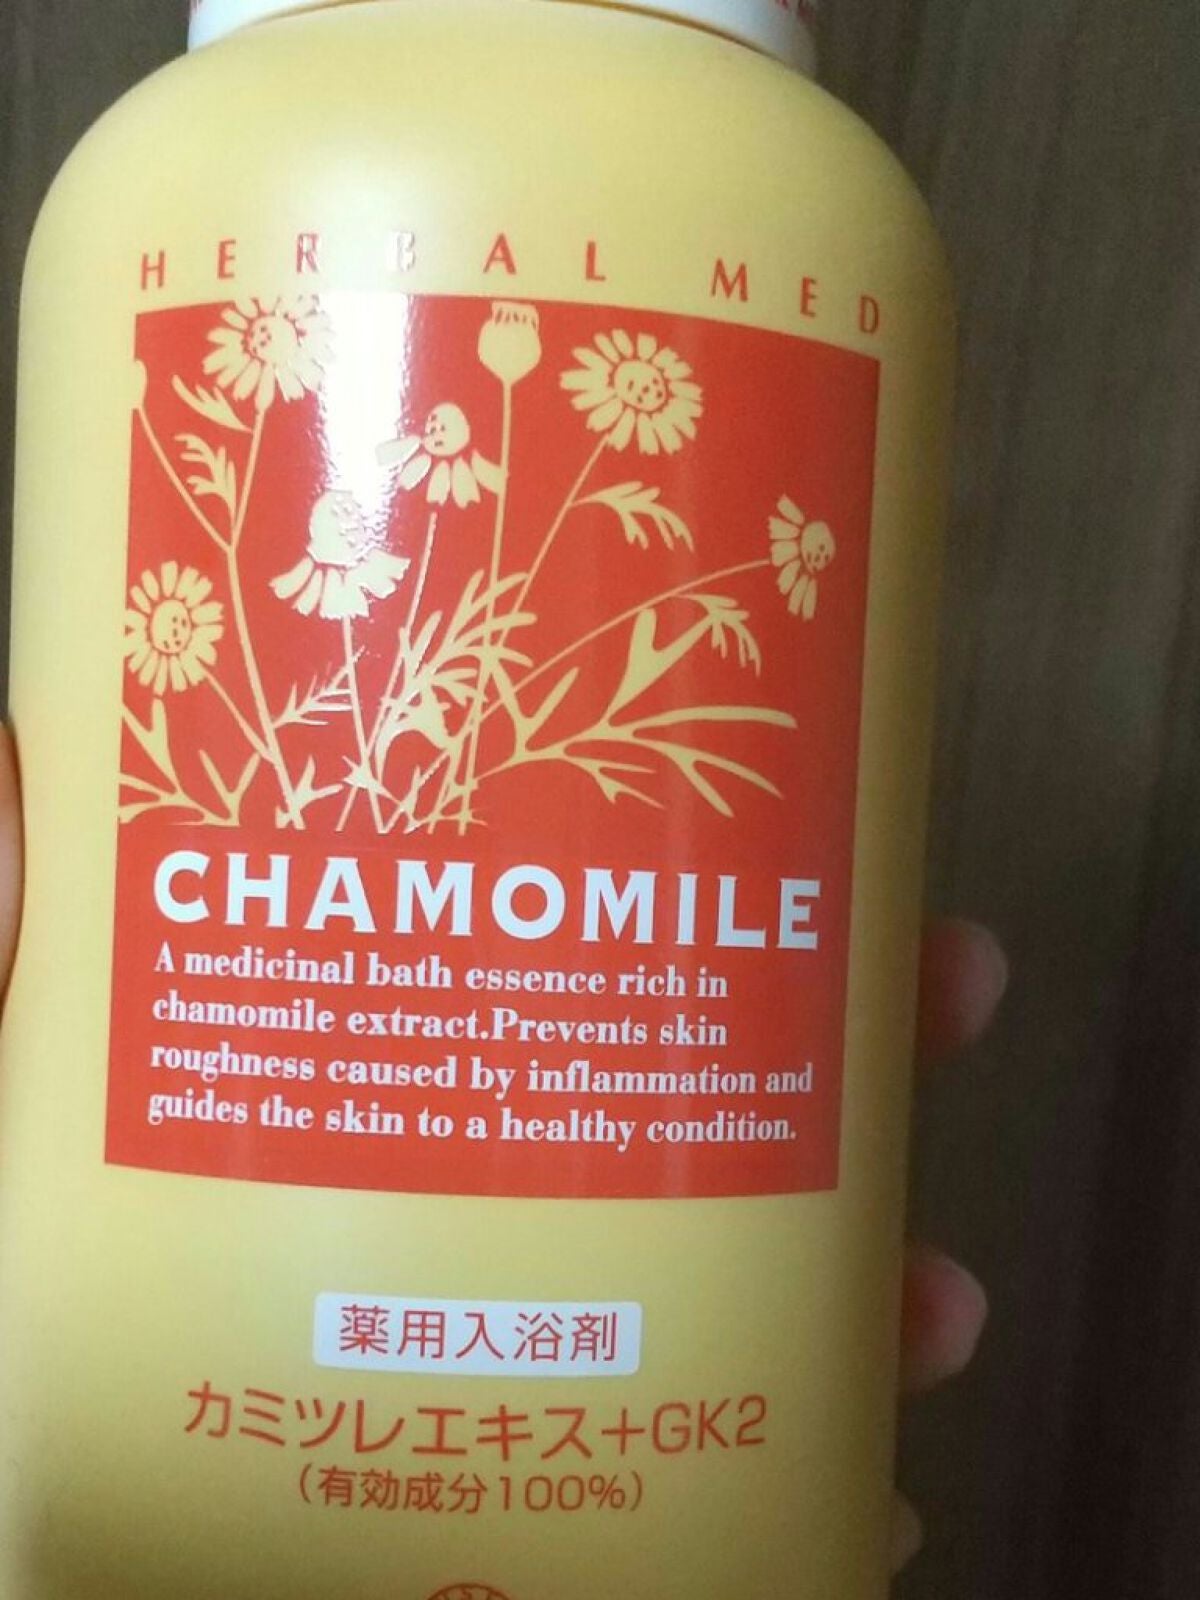 HERBAL MED
CHAMOMILE
A medicinal bath essence rich in
chamomile extract.Prevents skin
roughness caused by inflammation and
guides the skin to a healthy condition.
薬用入浴剤
カミツレエキス+GK2
(有効成分100%)